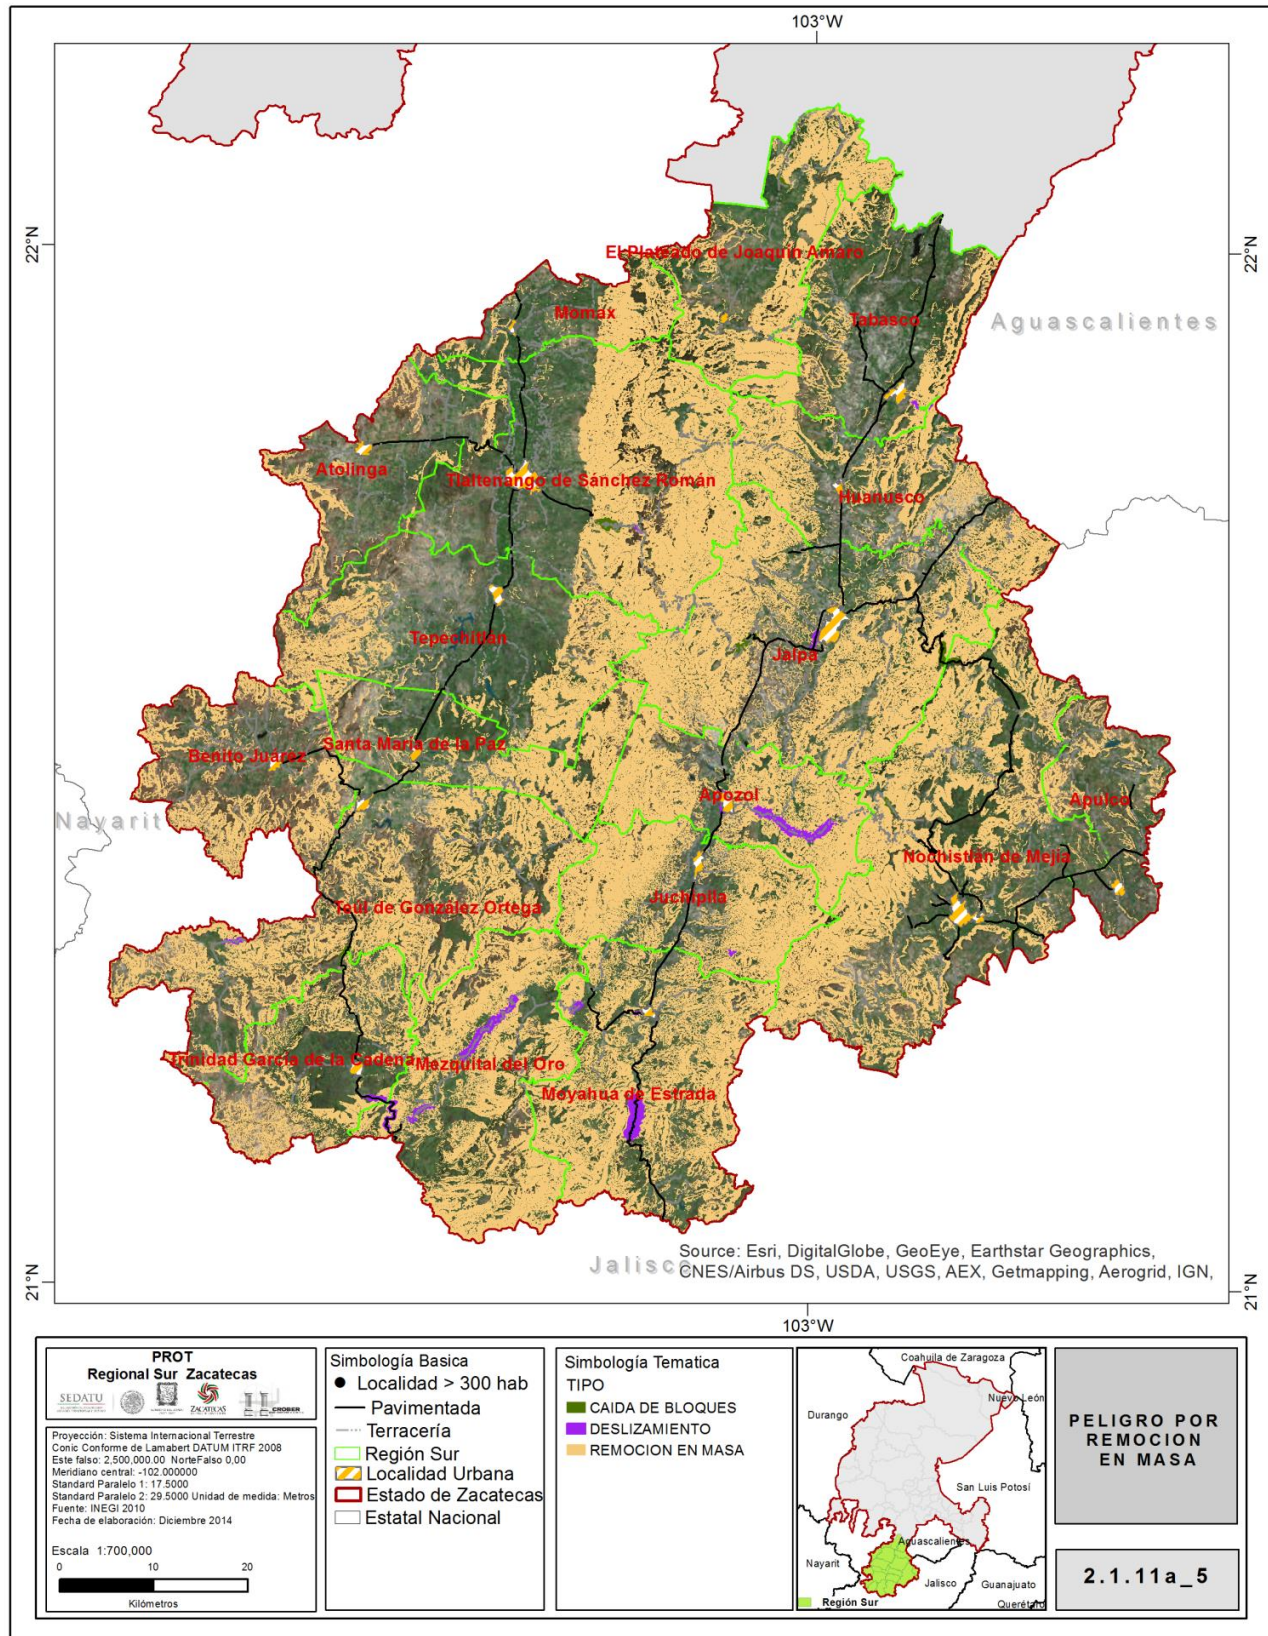 103°W
22°N
22°N
El Plateado de Joaquín Amaro
Momax
Tabasco
Aguascalientes
Atolinga
Tlaltenango de Sánchez Román
Huanusco
Tepechitlán
Jalpa
Benito Juárez
Santa María de la Paz
Apozol
Apulco
Nayarit
Nochistlán de Mejía
Juchipila
Teúl de González Ortega
Trinidad García de la Cadena
Mezquital del Oro
Moyahua de Estrada
Jalisco
Source: Esri, DigitalGlobe, GeoEye, Earthstar Geographics,
CNES/Airbus DS, USDA, USGS, AEX, Getmapping, Aerogrid, IGN,
21°N
21°N
103°W
PROT
Regional Sur Zacatecas
SEDATU
ZACATECAS
CROBER
Proyección: Sistema Internacional Terrestre
Conic Conforme de Lamabert DATUM ITRF 2008
Este falso: 2,500,000.00 NorteFalso 0,00
Meridiano central: -102.000000
Standard Paralelo 1: 17.5000
Standard Paralelo 2: 29.5000 Unidad de medida: Metros
Fuente: INEGI 2010
Fecha de elaboración: Diciembre 2014
Escala 1:700,000
0 10 20
Kilómetros
Simbología Basica
Localidad > 300 hab
Pavimentada
Terracería
Región Sur
Localidad Urbana
Estado de Zacatecas
Estatal Nacional
Simbología Tematica
TIPO
CAIDA DE BLOQUES
DESLIZAMIENTO
REMOCION EN MASA
Coahuila de Zaragoza
Nuevo León
Durango
San Luis Potosí
Aguascalientes
Nayarit
Jalisco
Guanajuato
Querétaro
Región Sur
PELIGRO POR
REMOCION
EN MASA
2.1.11a_5